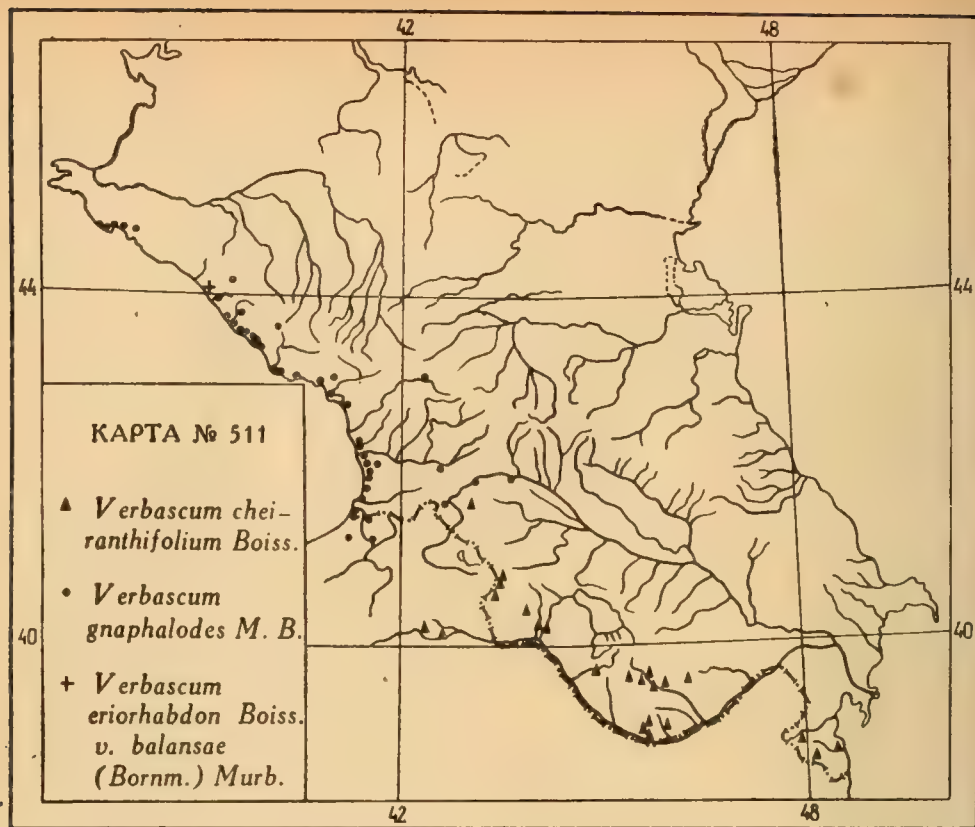 42 48
44 44
КАРТА № 511
Verbascum chei-
ranthifolium Boiss.
Verbascum
gnaphalodes M. B.
Verbascum
eriorhabdon Boiss.
v. balansae
(Bornm.) Murb.
40 40
42 48